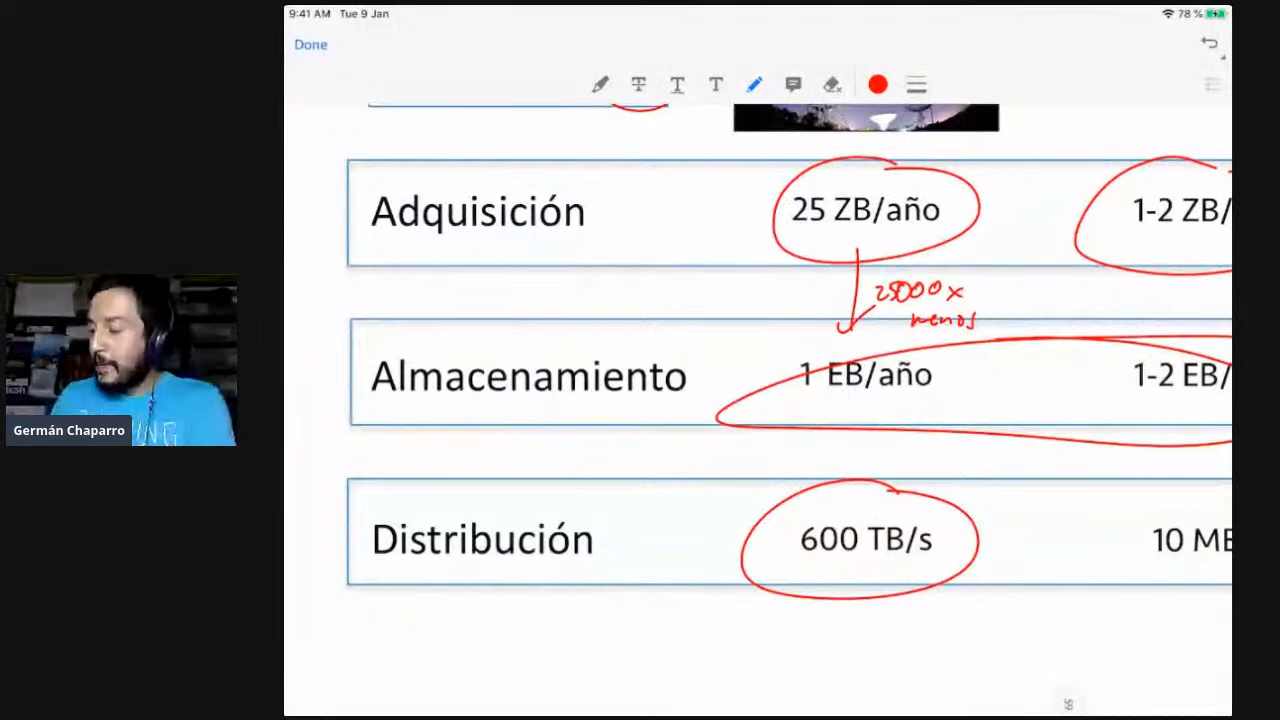 9:41 AM Tue 9 Jan
78 %
Done
Adquisición 25 ZB/año 1-2 ZB/
25000 x
menos
Almacenamiento 1 EB/año 1-2 EB/
Distribución 600 TB/s 10 ME
Germán Chaparro